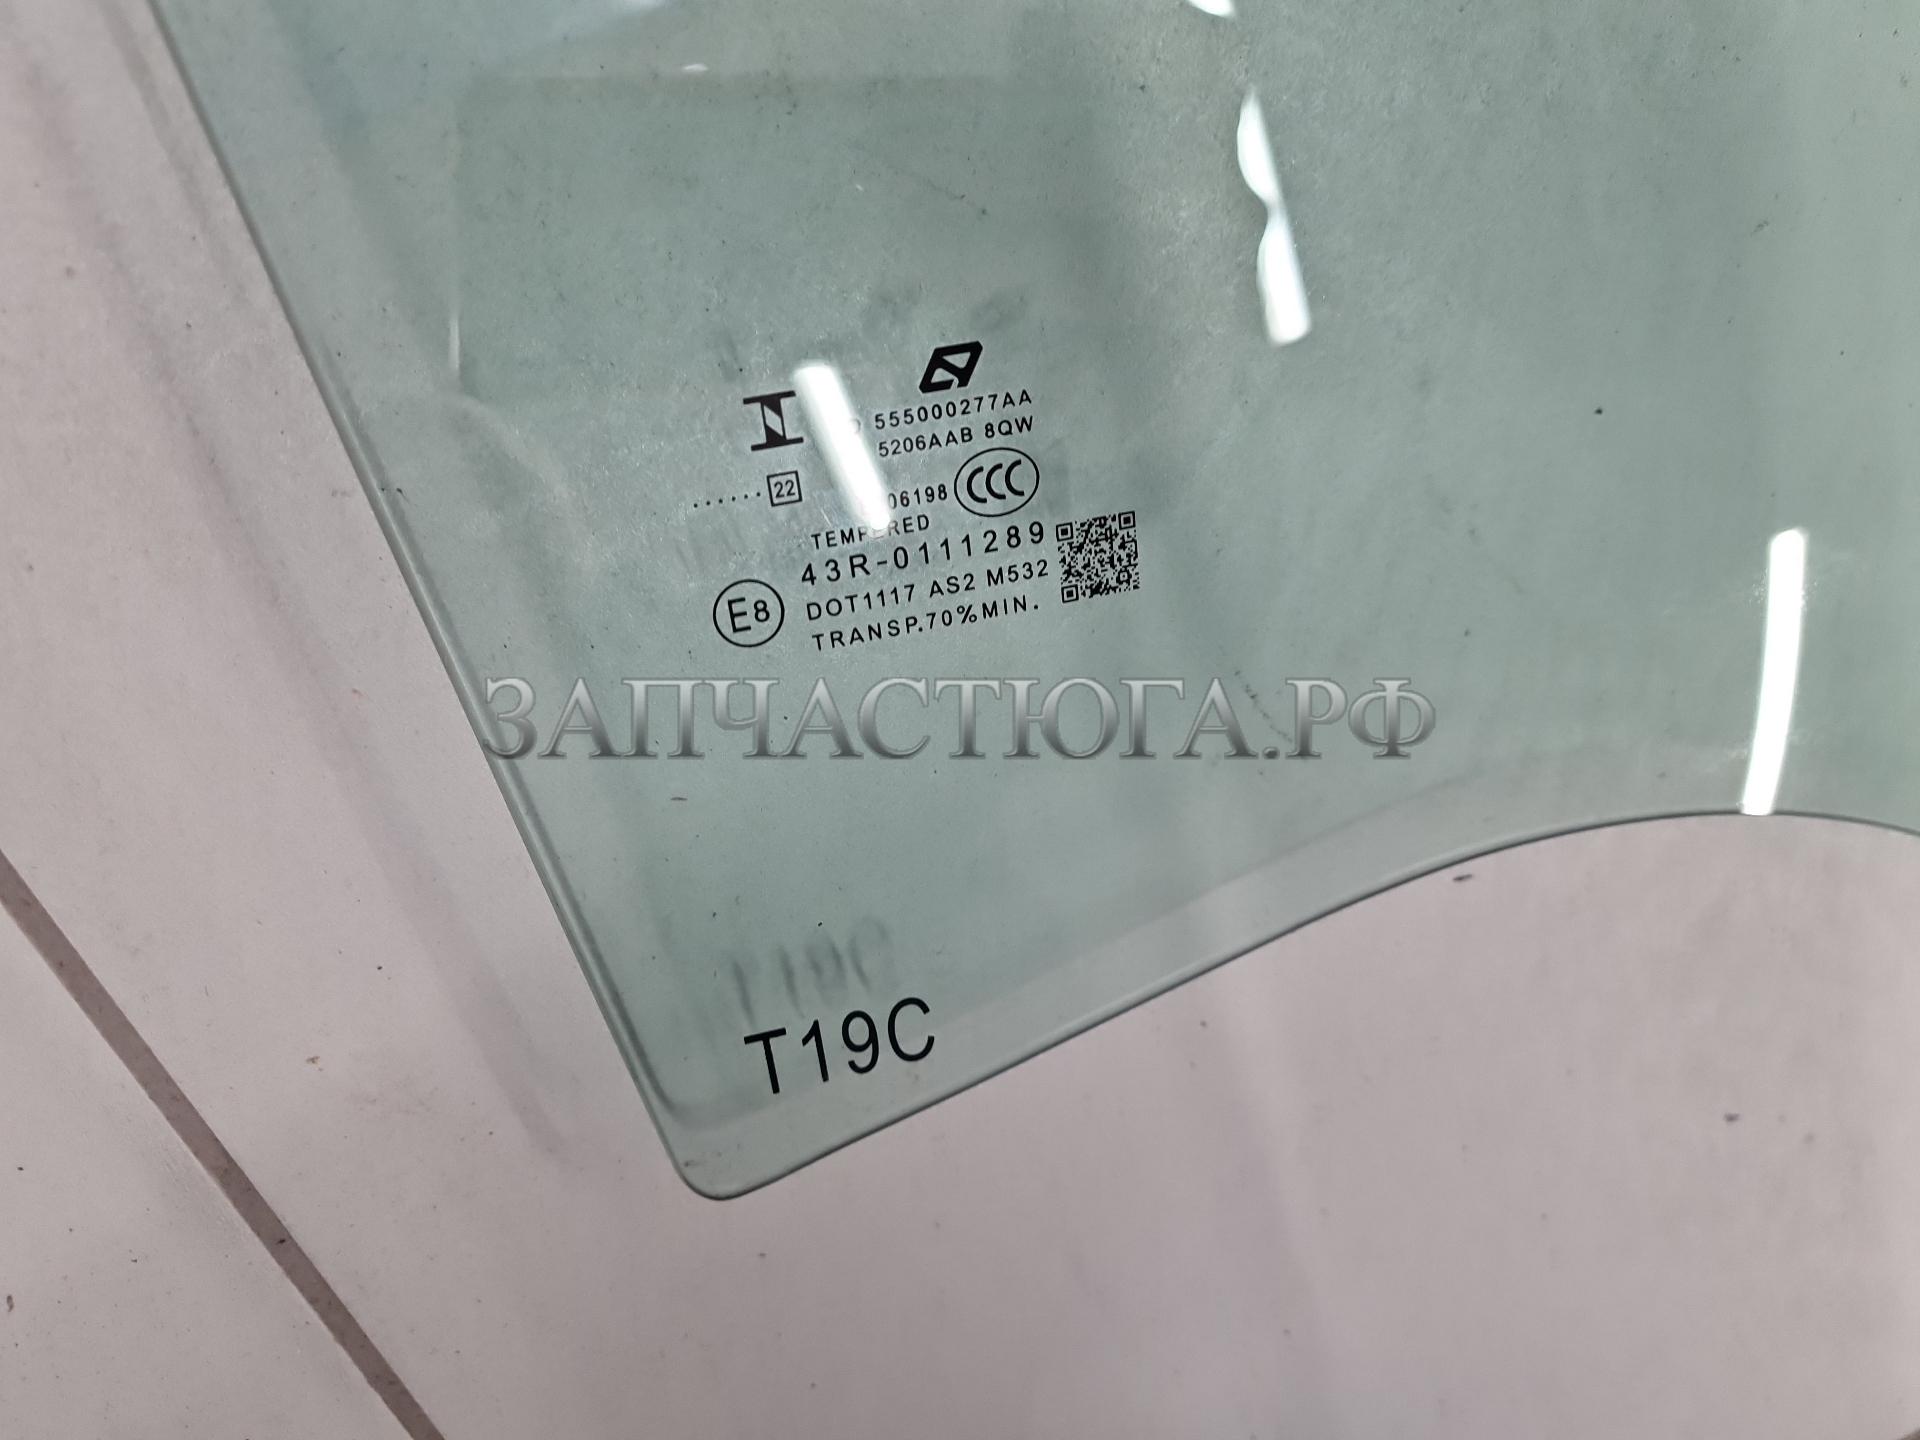 555000277AA
5206AAB 8QW
22
06198
CCC
TEMPERED
43R-0111289
E8
DOT1117 AS2 M532
TRANSP.70%MIN.
ЗАПЧАСТЮГА.РФ
T19C